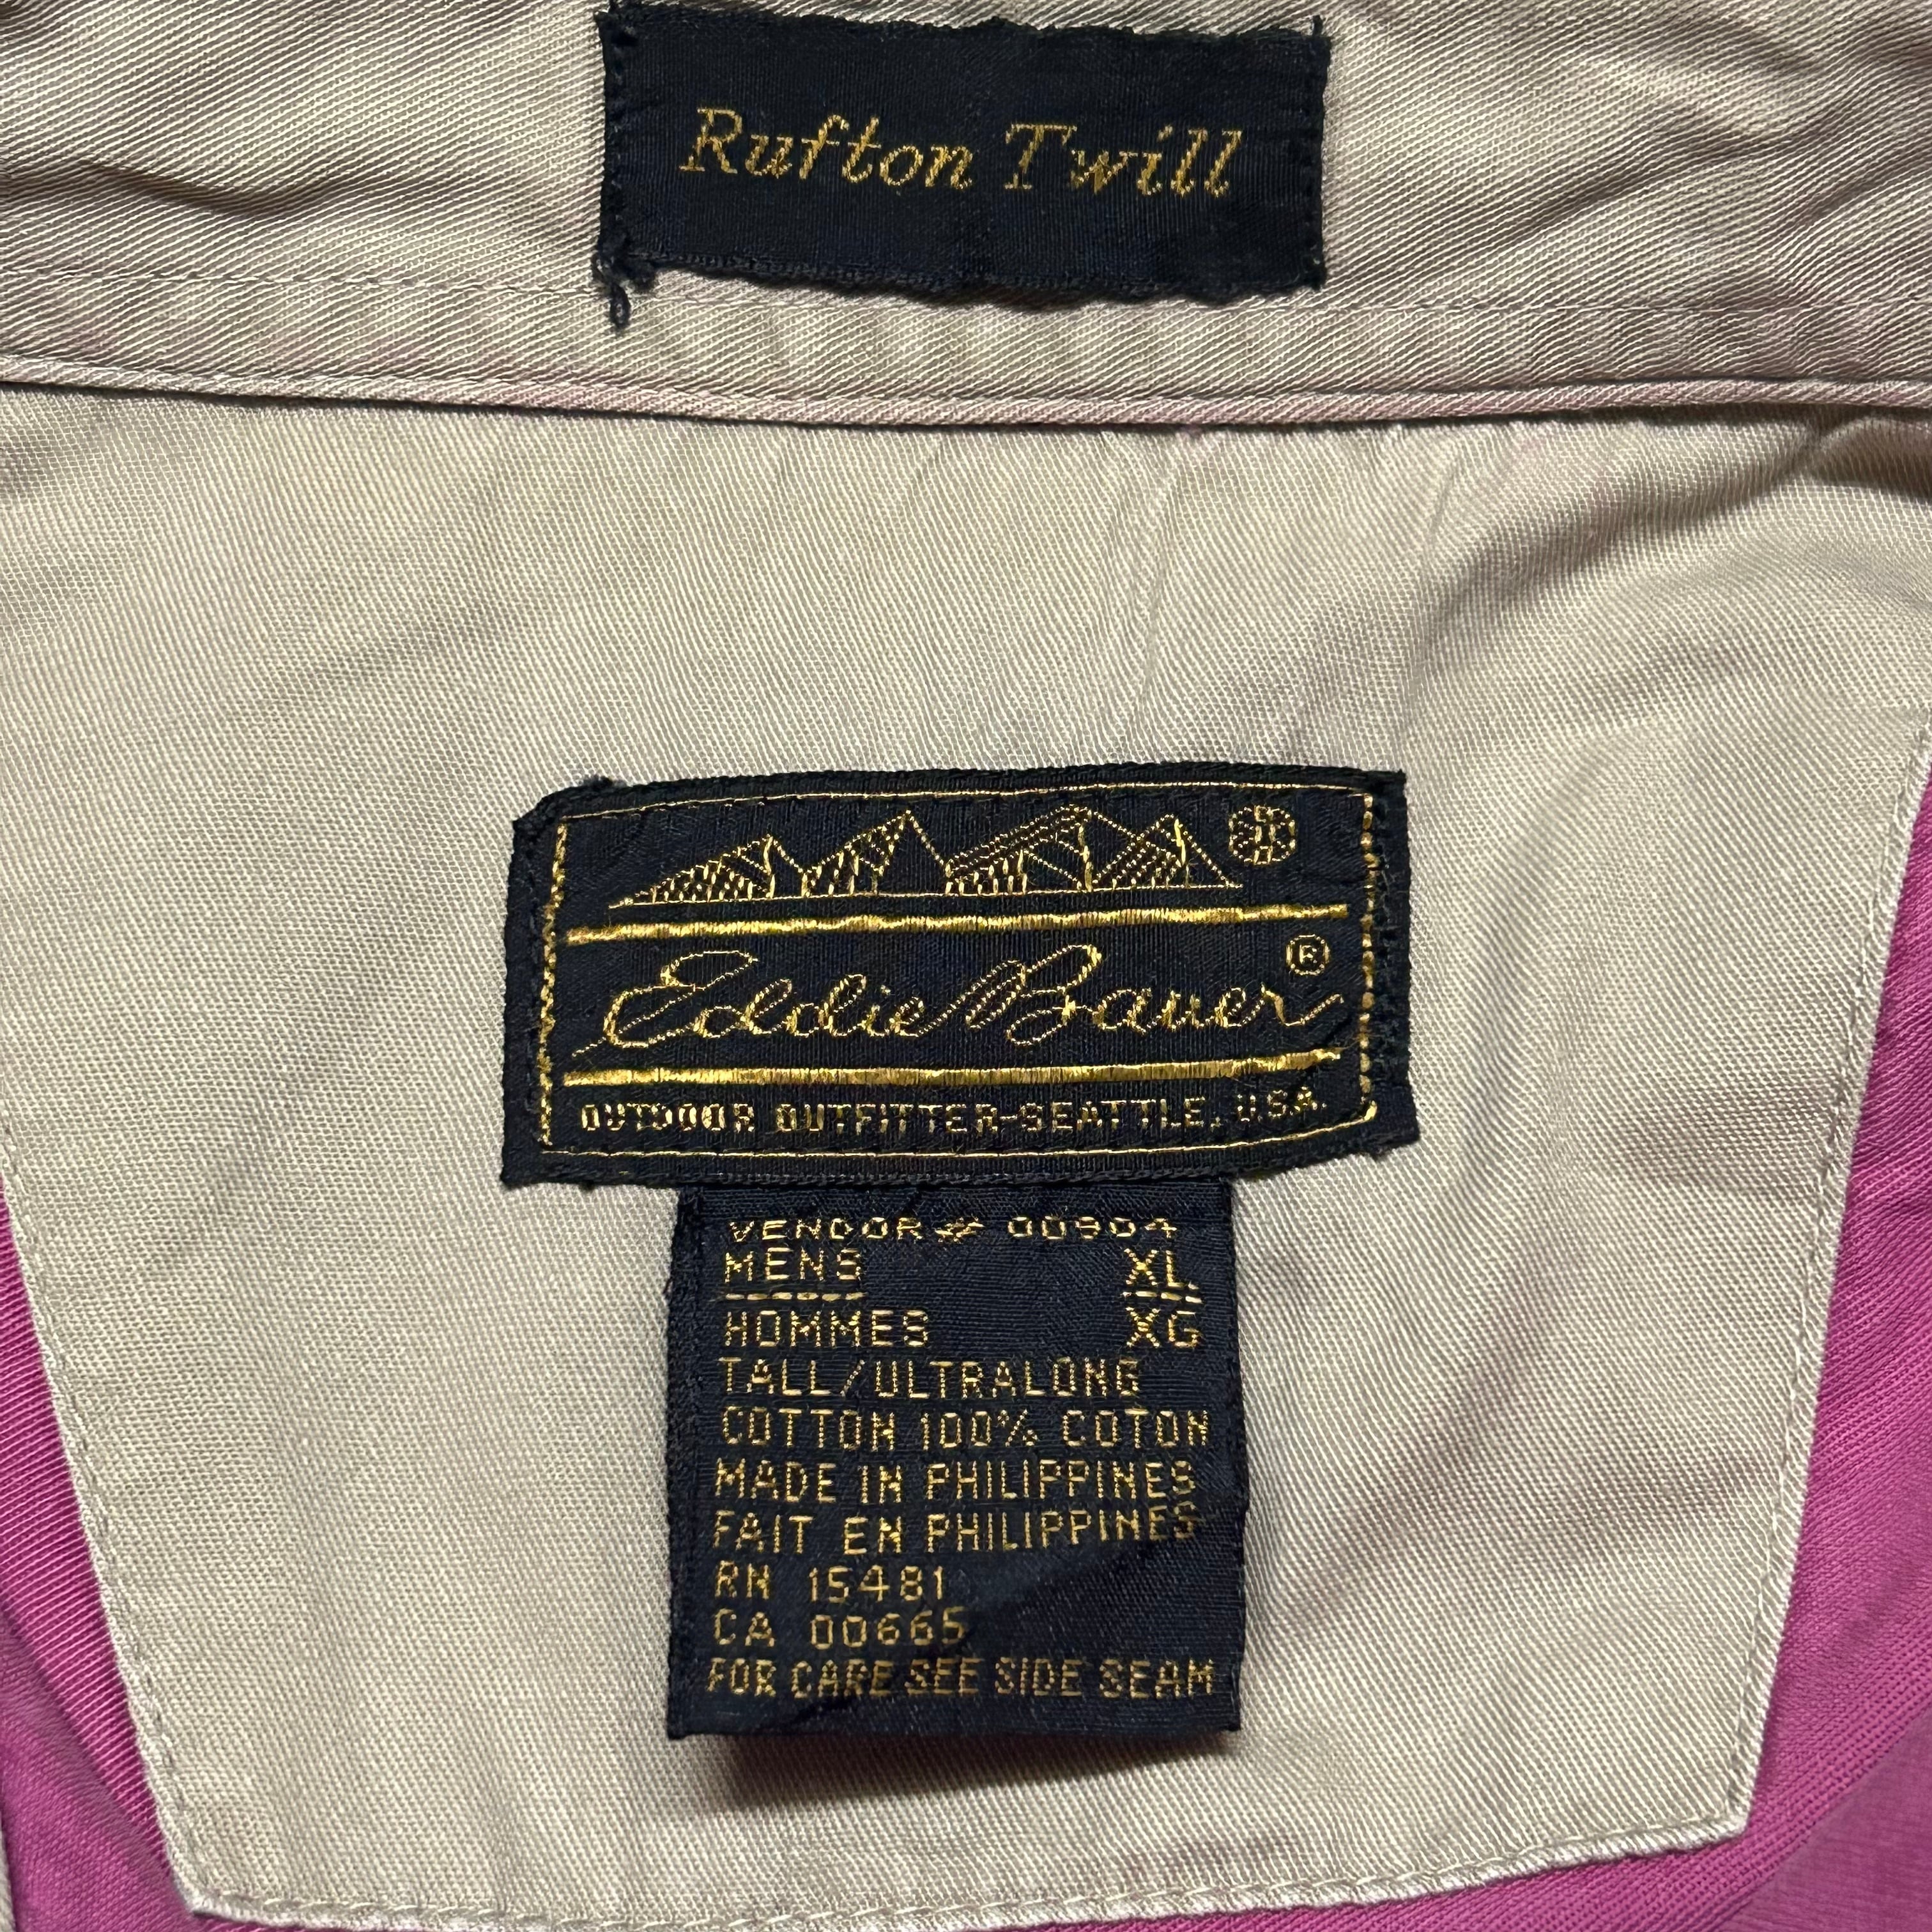 Rufton Twill
Eddie Bauer ®
OUTDOOR OUTFITTER-SEATTLE, U.S.A.
VENDOR # 00904
MENS XL
HOMMES XG
TALL/ULTRALONG
COTTON 100% COTON
MADE IN PHILIPPINES
FAIT EN PHILIPPINES
RN 15481
CA 00665
FOR CARE SEE SIDE SEAM